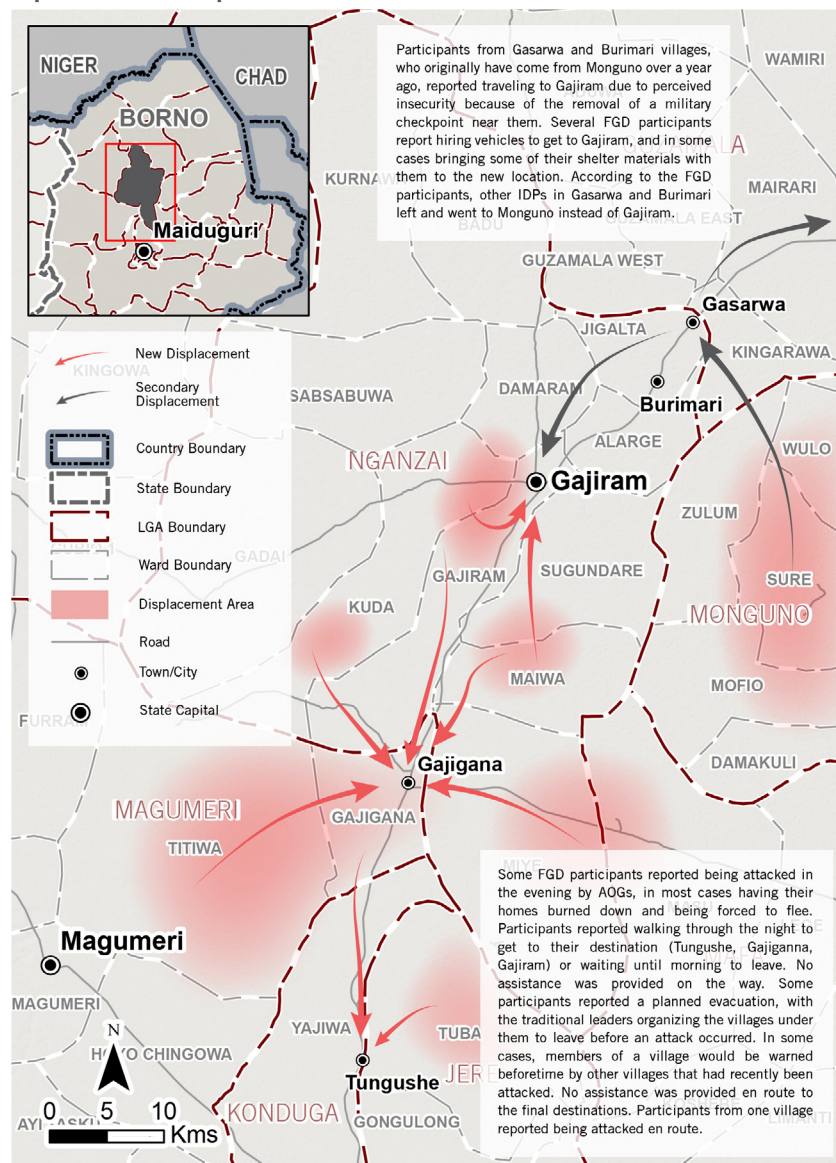 NIGER
CHAD
BORNO
Maiduguri
Participants from Gasarwa and Burimari villages,
who originally have come from Monguno over a year
ago, reported traveling to Gajiram due to perceived
insecurity because of the removal of a military
checkpoint near them. Several FGD participants
report hiring vehicles to get to Gajiram, and in some
cases bringing some of their shelter materials with
them to the new location. According to the FGD
participants, other IDPs in Gasarwa and Burimari
left and went to Monguno instead of Gajiram.
WAMIRI
GUZAMALA
MAIRARI
BADU
GUZAMALA EAST
GUZAMALA WEST
Gasarwa
JIGALTA
KINGARAWA
DAMARAM
Burimari
SABSABUWA
ALARGE
WULO
NGANZAI
Gajiram
ZULUM
GADAI
GAJIRAM
SUGUNDARE
SURE
KUDA
MONGUNO
MAIWA
MOFIO
DAMAKULI
New Displacement
KINGOWA
Secondary
Displacement
Country Boundary
State Boundary
LGA Boundary
Ward Boundary
Displacement Area
Road
Town/City
State Capital
FURRAM
Gajigana
MAGUMERI
GAJIGANA
TITIWA
MIYE
Magumeri
MAGUMERI
YAJIWA
HOYO CHINGOWA
TUBA
Tungushe
JERE
KONDUGA
GONGULONG
LIMANTI
N
0 5 10
Kms
Some FGD participants reported being attacked in
the evening by AOGs, in most cases having their
homes burned down and being forced to flee.
Participants reported walking through the night to
get to their destination (Tungushe, Gajiganna,
Gajiram) or waiting until morning to leave. No
assistance was provided on the way. Some
participants reported a planned evacuation, with
the traditional leaders organizing the villages under
them to leave before an attack occurred. In some
cases, members of a village would be warned
beforetime by other villages that had recently been
attacked. No assistance was provided en route to
the final destinations. Participants from one village
reported being attacked en route.